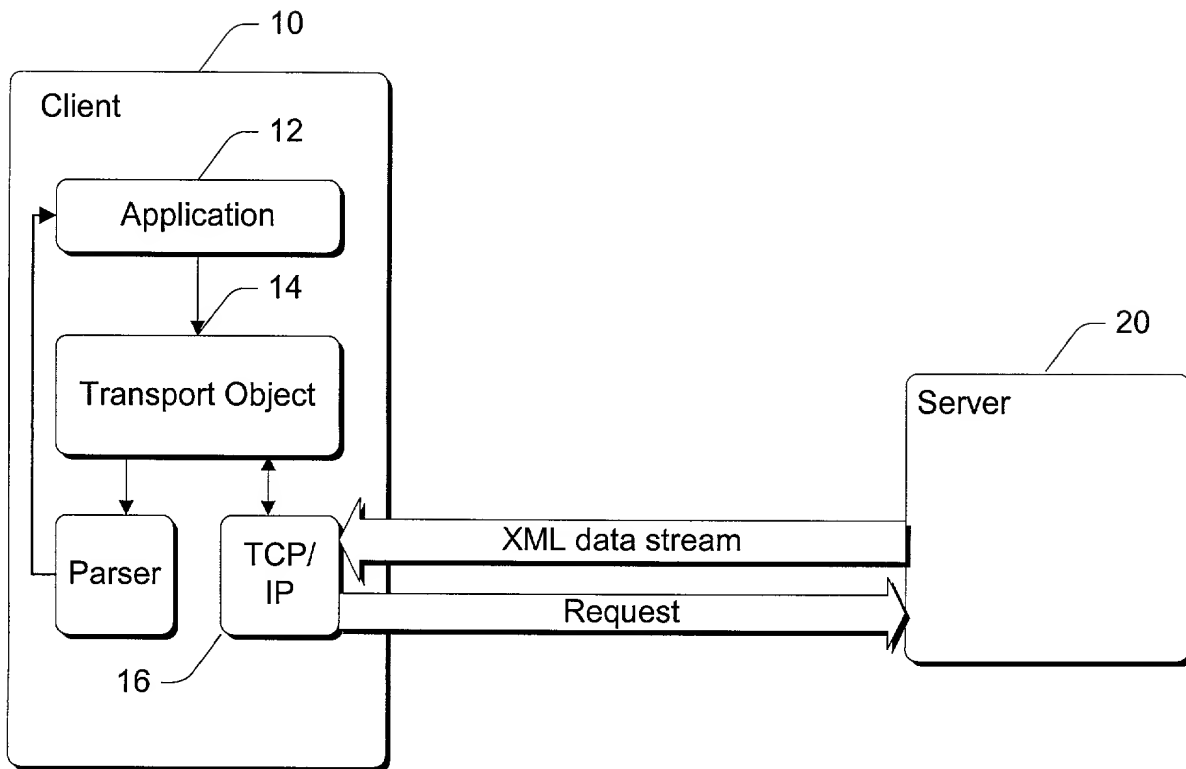 10
Client
12
Application
14
Transport Object
20
Server
Parser
TCP/
IP
XML data stream
Request
16